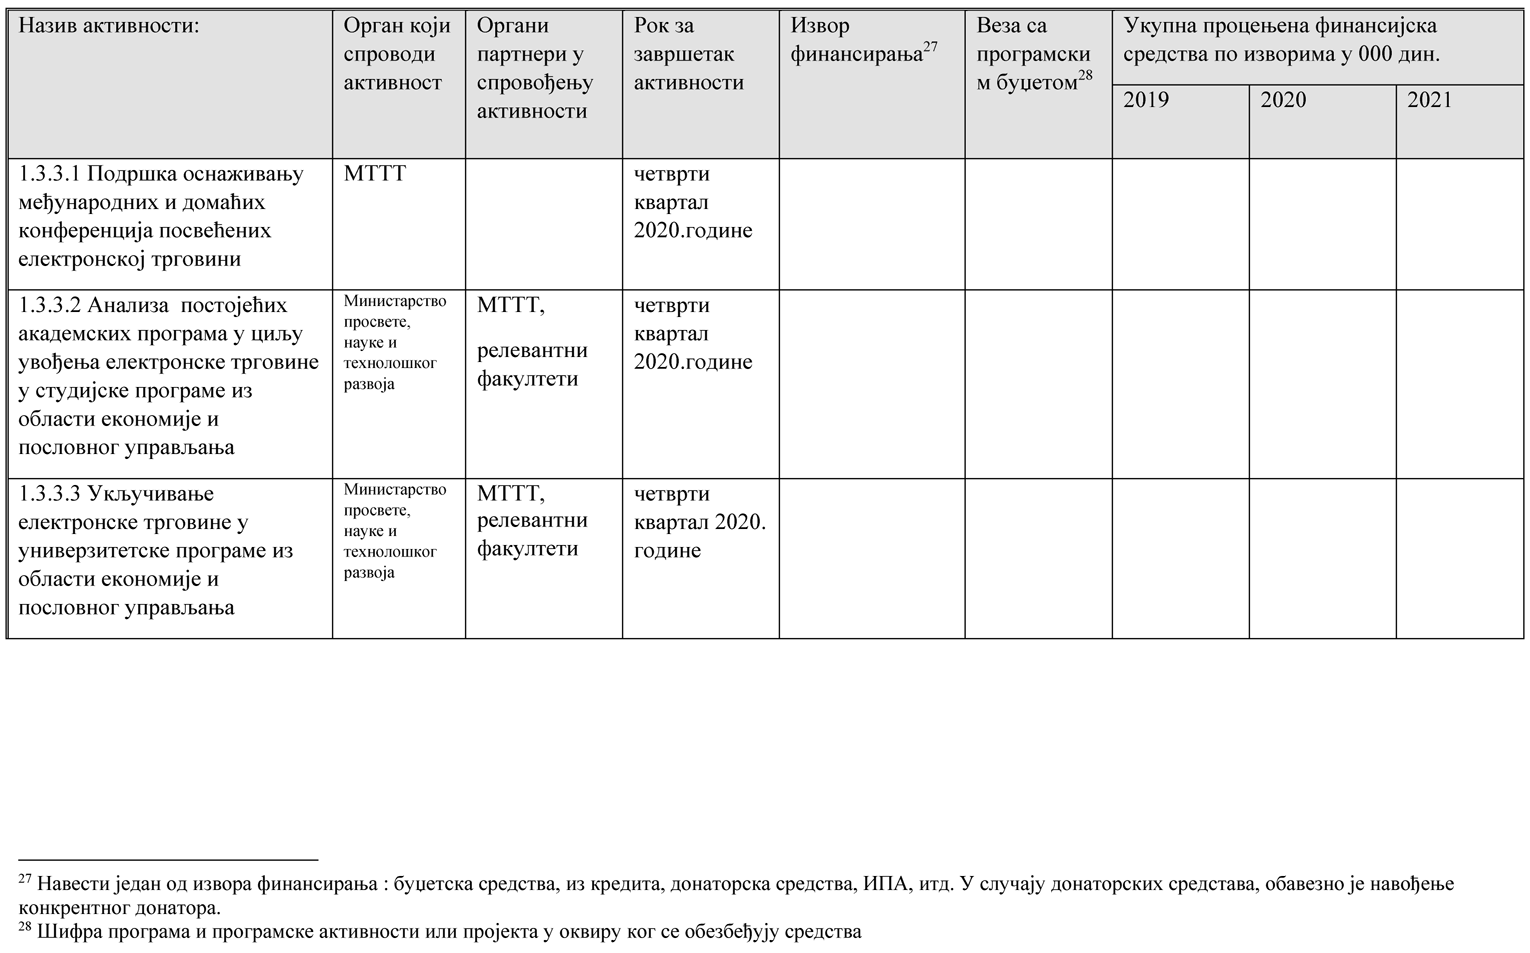 Назив активности:
Орган који
спроводи
активност
Органи
партнери у
спровођењу
активности
Рок за
завршетак
активности
Извор
финансирања27
Веза са
програмски
м буџетом28
Укупна процењена финансијска
средства по изворима у 000 дин.
2019
2020
2021
1.3.3.1 Подршка оснаживању
међународних и домаћих
конференција посвећених
електронској трговини
МТТТ
четврти
квартал
2020.године
1.3.3.2 Анализа  постојећих
академских програма у циљу
увођења електронске трговине
у студијске програме из
области економије и
пословног управљања
Министарство
просвете,
науке и
технолошког
развоја
МТТТ,
релевантни
факултети
четврти
квартал
2020.године
1.3.3.3 Укључивање
електронске трговине у
универзитетске програме из
области економије и
пословног управљања
Министарство
просвете,
науке и
технолошког
развоја
МТТТ,
релевантни
факултети
четврти
квартал 2020.
године
27 Навести један од извора финансирања : буџетска средства, из кредита, донаторска средства, ИПА, итд. У случају донаторских средстава, обавезно је навођење
конкрентног донатора.
28 Шифра програма и програмске активности или пројекта у оквиру ког се обезбеђују средства